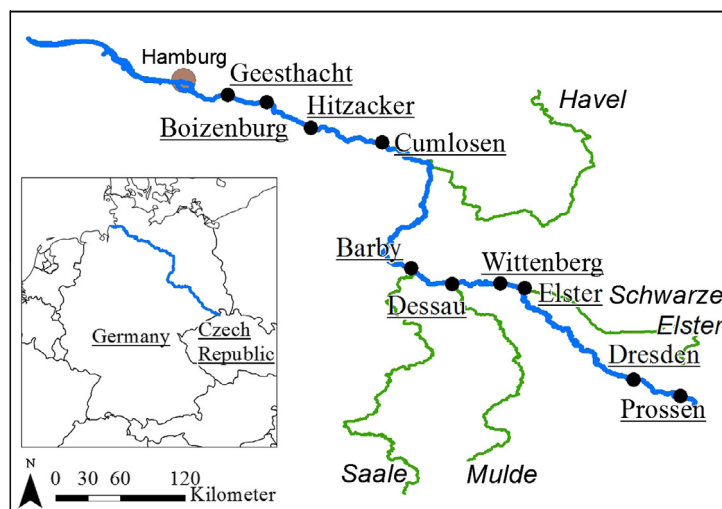 Hamburg
Geesthacht
Hitzacker
Havel
Boizenburg
Cumlosen
Barby
Wittenberg
Dessau
Elster
Schwarze
Elster
Germany
Czech
Republic
Dresden
Prossen
Saale
Mulde
N
0 30 60 120
Kilometer